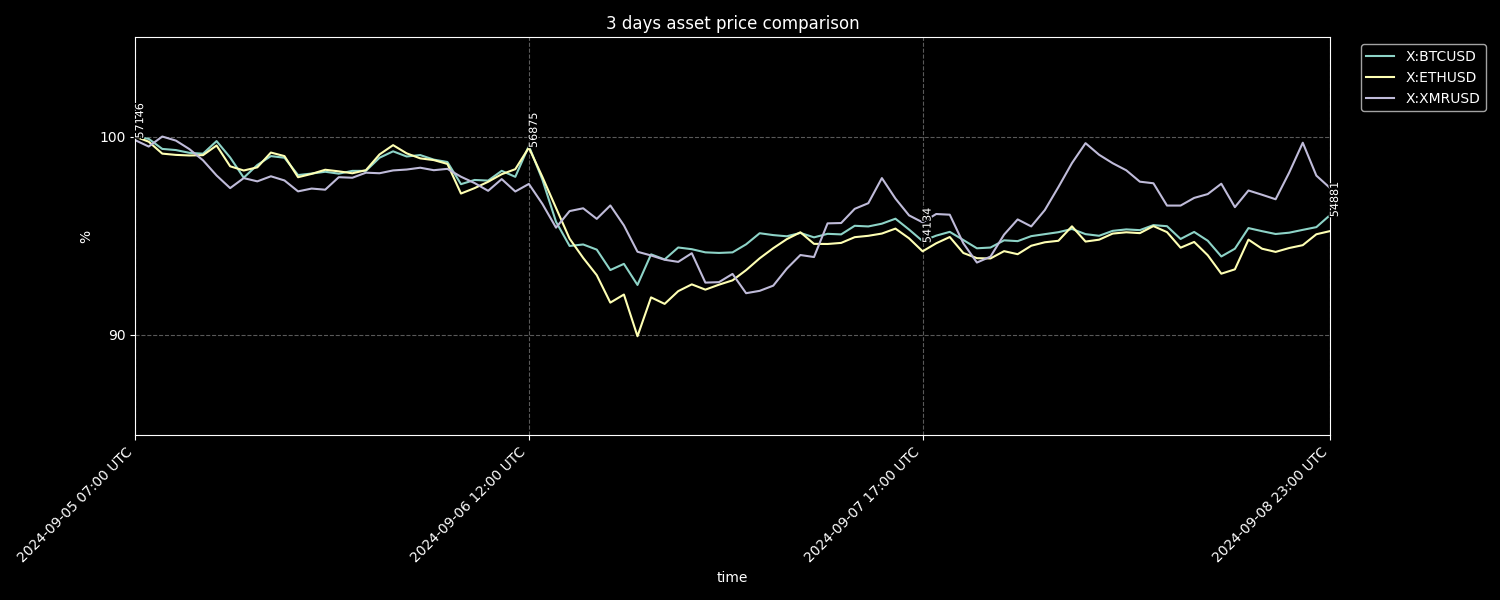 3 days asset price comparison
X:BTCUSD
X:ETHUSD
X:XMRUSD
57146
56875
54134
54881
100
90
%
2024-09-05 07:00 UTC
2024-09-06 12:00 UTC
2024-09-07 17:00 UTC
2024-09-08 23:00 UTC
time